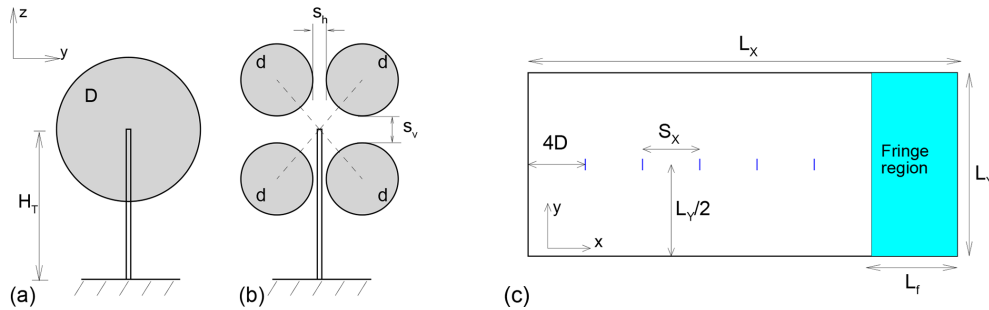 z
y
D
H_T
(a)
s_h
d
d
s_v
d
d
(b)
L_X
4D
S_X
L_Y/2
y
x
Fringe
region
L_f
(c)